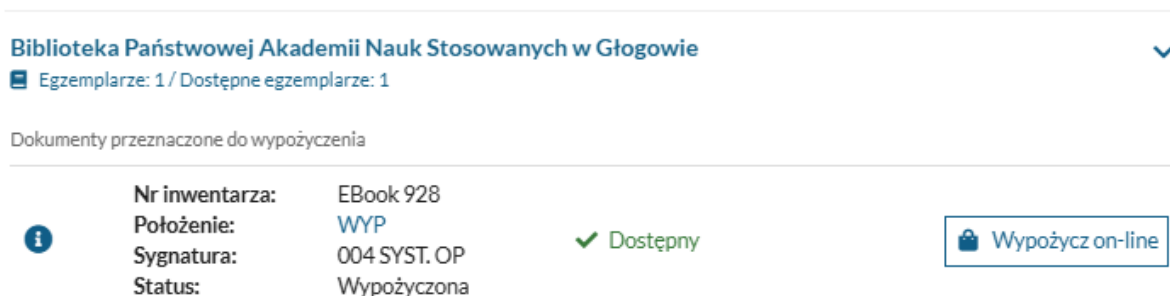 Biblioteka Państwowej Akademii Nauk Stosowanych w Głogowie
Egzemplarze: 1 / Dostępne egzemplarze: 1
Dokumenty przeznaczone do wypożyczenia
Nr inwentarza: EBook 928
Położenie: WYP
Sygnatura: 004 SYST. OP
Status: Wypożyczona
Dostępny
Wypożycz on-line